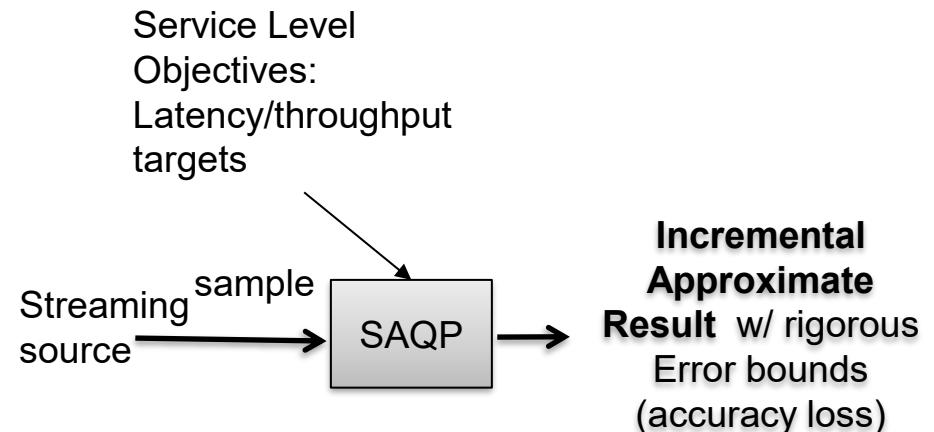 Service Level
Objectives:
Latency/throughput
targets
Streaming
source
sample
SAQP
Incremental
Approximate
Result w/ rigorous
Error bounds
(accuracy loss)